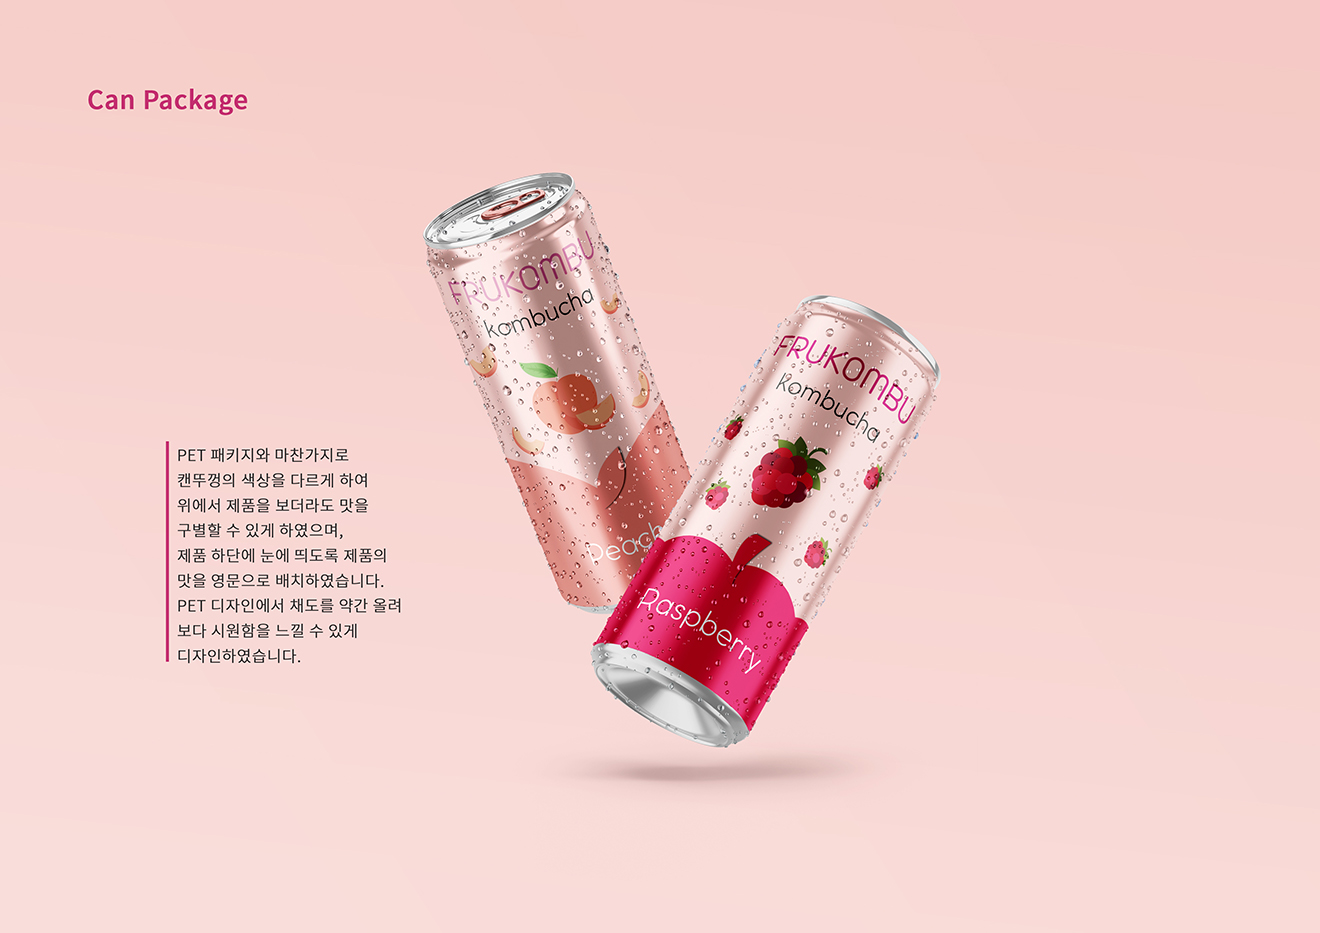 Can Package
FRUKOMBU
kombucha
Peach
FRUKOMBU
kombucha
Raspberry
PET 패키지와 마찬가지로
캔뚜껑의 색상을 다르게 하여
위에서 제품을 보더라도 맛을
구별할 수 있게 하였으며,
제품 하단에 눈에 띄도록 제품의
맛을 영문으로 배치하였습니다.
PET 디자인에서 채도를 약간 올려
보다 시원함을 느낄 수 있게
디자인하였습니다.